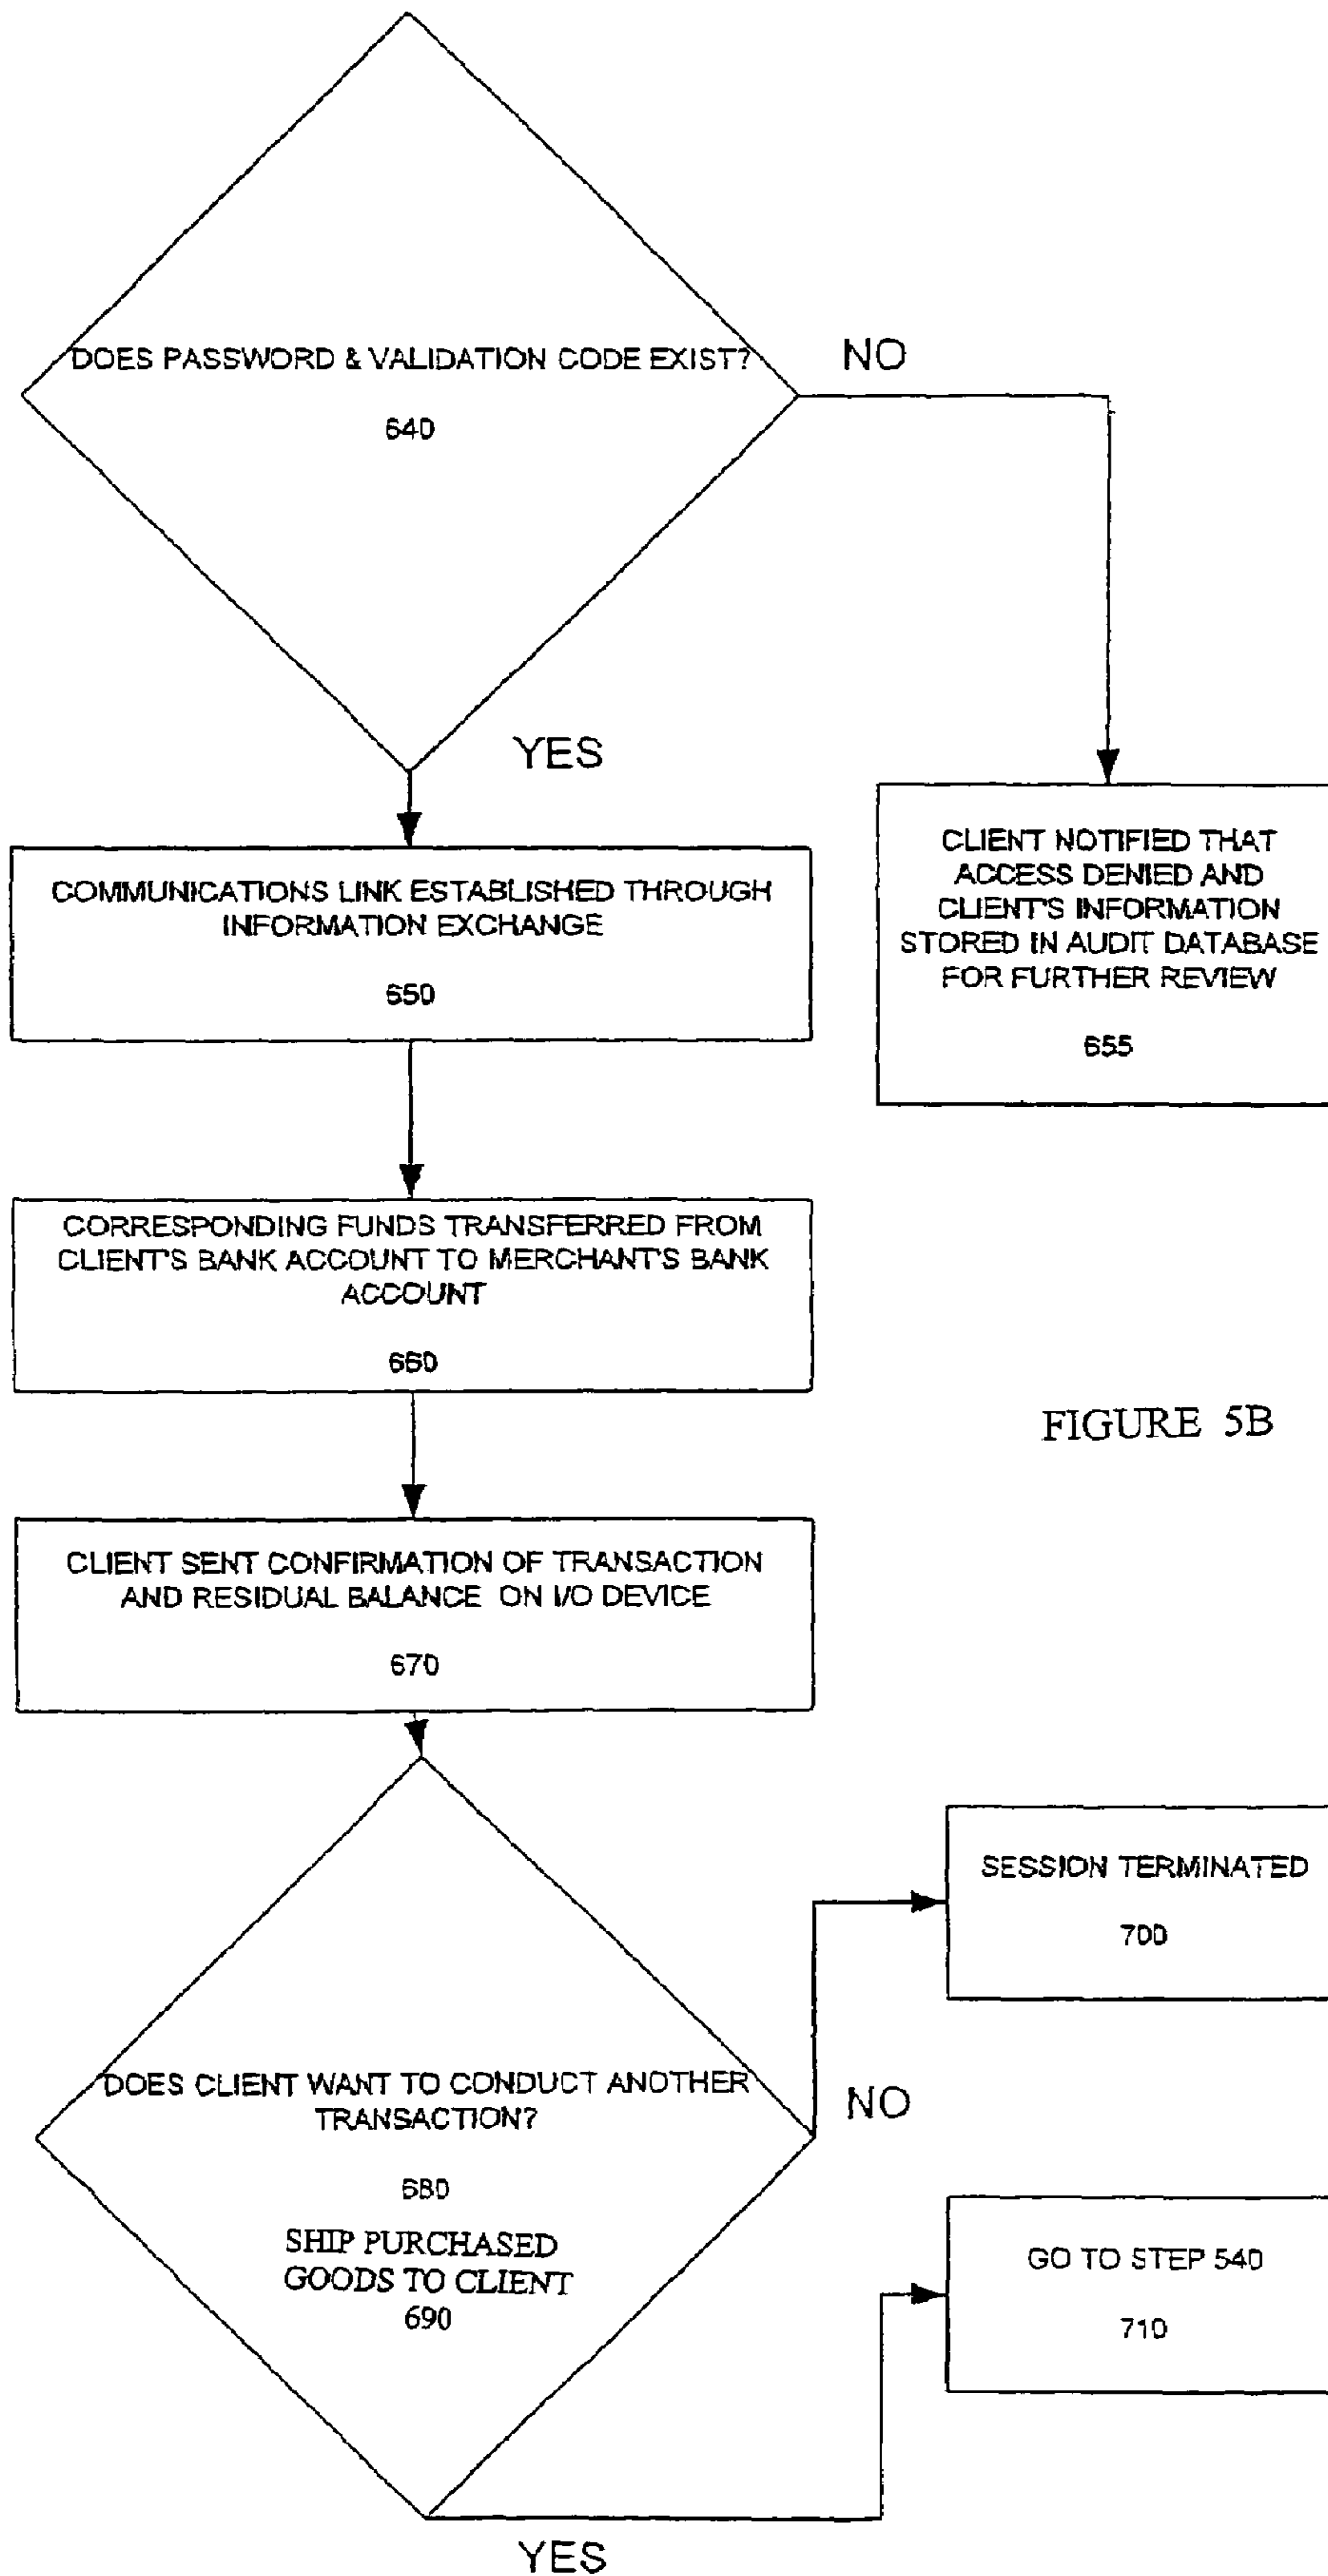 DOES PASSWORD & VALIDATION CODE EXIST?
640
NO
YES
COMMUNICATIONS LINK ESTABLISHED THROUGH
INFORMATION EXCHANGE
650
CLIENT NOTIFIED THAT
ACCESS DENIED AND
CLIENT'S INFORMATION
STORED IN AUDIT DATABASE
FOR FURTHER REVIEW
655
CORRESPONDING FUNDS TRANSFERRED FROM
CLIENT'S BANK ACCOUNT TO MERCHANT'S BANK
ACCOUNT
660
FIGURE 5B
CLIENT SENT CONFIRMATION OF TRANSACTION
AND RESIDUAL BALANCE ON I/O DEVICE
670
SESSION TERMINATED
700
DOES CLIENT WANT TO CONDUCT ANOTHER
TRANSACTION?
680
NO
SHIP PURCHASED
GOODS TO CLIENT
690
GO TO STEP 540
710
YES